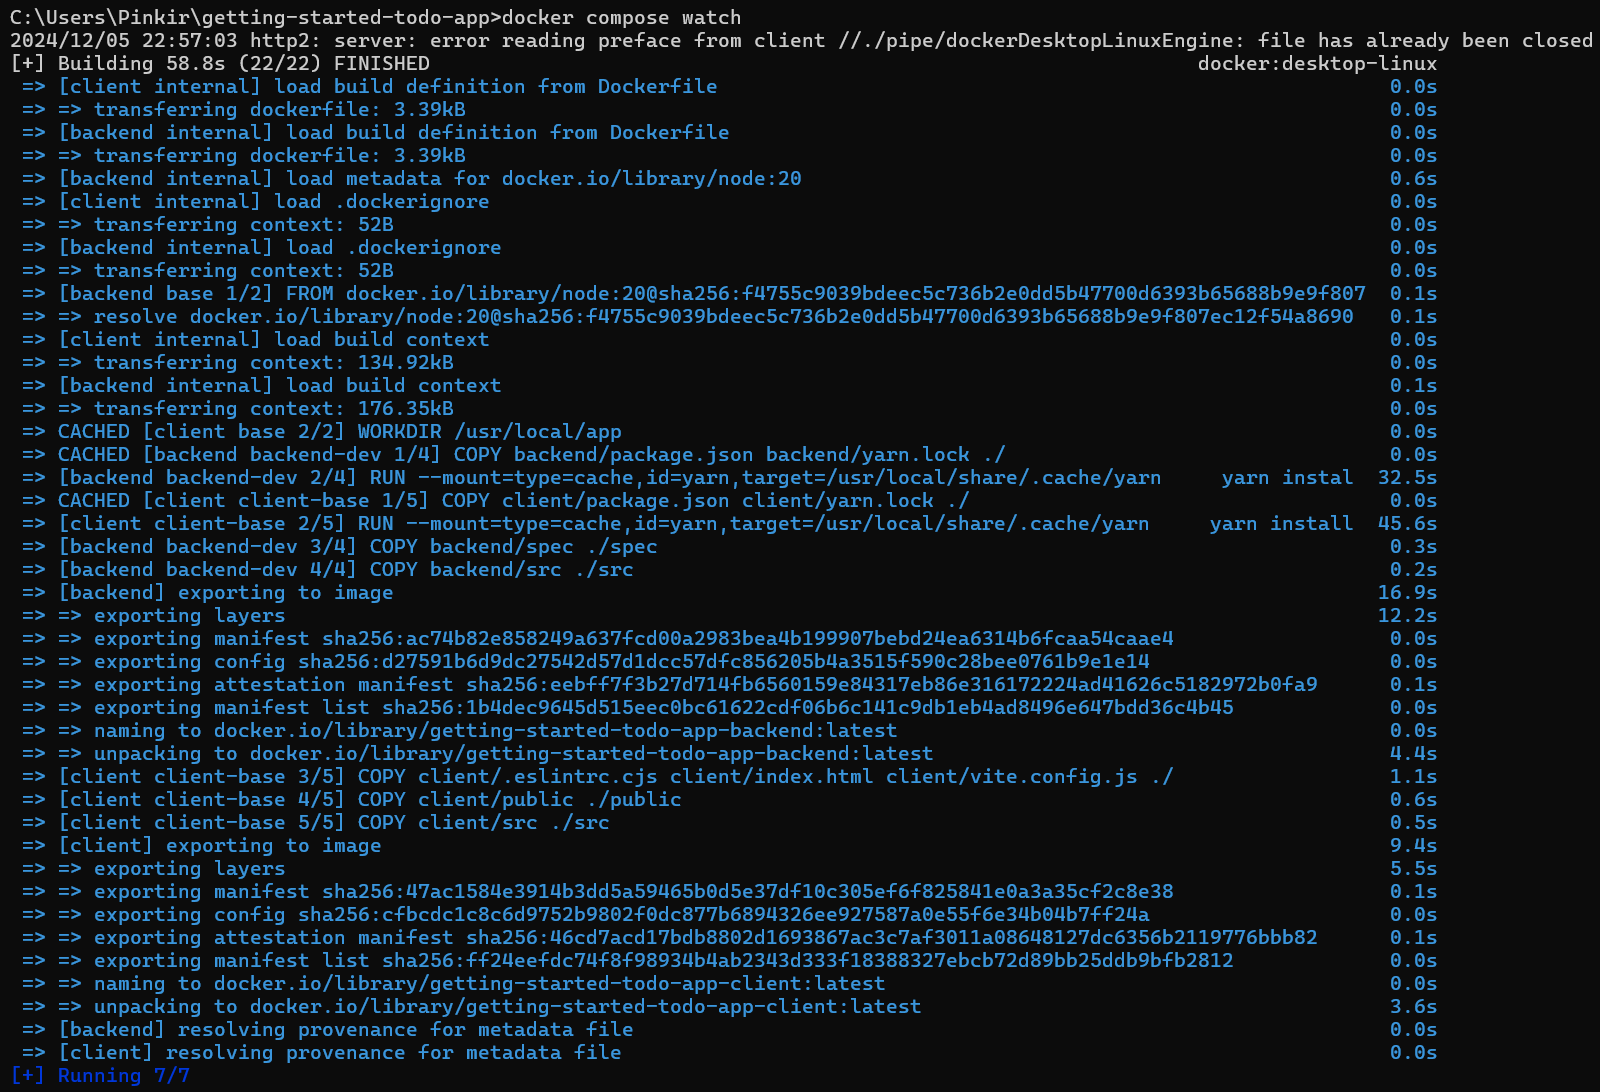 C:\Users\Pinkir\getting-started-todo-app>docker compose watch
2024/12/05 22:57:03 http2: server: error reading preface from client //./pipe/dockerDesktopLinuxEngine: file has already been closed
[+] Building 58.8s (22/22) FINISHED docker:desktop-linux
=> [client internal] load build definition from Dockerfile 0.0s
=> => transferring dockerfile: 3.39kB 0.0s
=> [backend internal] load build definition from Dockerfile 0.0s
=> => transferring dockerfile: 3.39kB 0.0s
=> [backend internal] load metadata for docker.io/library/node:20 0.6s
=> [client internal] load .dockerignore 0.0s
=> => transferring context: 52B 0.0s
=> [backend internal] load .dockerignore 0.0s
=> => transferring context: 52B 0.0s
=> [backend base 1/2] FROM docker.io/library/node:20@sha256:f4755c9039bdeec5c736b2e0dd5b47700d6393b65688b9e9f807 0.1s
=> => resolve docker.io/library/node:20@sha256:f4755c9039bdeec5c736b2e0dd5b47700d6393b65688b9e9f807ec12f54a8690 0.1s
=> [client internal] load build context 0.0s
=> => transferring context: 134.92kB 0.0s
=> [backend internal] load build context 0.1s
=> => transferring context: 176.35kB 0.0s
=> CACHED [client base 2/2] WORKDIR /usr/local/app 0.0s
=> CACHED [backend backend-dev 1/4] COPY backend/package.json backend/yarn.lock ./ 0.0s
=> [backend backend-dev 2/4] RUN --mount=type=cache,id=yarn,target=/usr/local/share/.cache/yarn     yarn instal 32.5s
=> CACHED [client client-base 1/5] COPY client/package.json client/yarn.lock ./ 0.0s
=> [client client-base 2/5] RUN --mount=type=cache,id=yarn,target=/usr/local/share/.cache/yarn     yarn install 45.6s
=> [backend backend-dev 3/4] COPY backend/spec ./spec 0.3s
=> [backend backend-dev 4/4] COPY backend/src ./src 0.2s
=> [backend] exporting to image 16.9s
=> => exporting layers 12.2s
=> => exporting manifest sha256:ac74b82e858249a637fcd00a2983bea4b199907bebd24ea6314b6fcaa54caae4 0.0s
=> => exporting config sha256:d27591b6d9dc27542d57d1dcc57dfc856205b4a3515f590c28bee0761b9e1e14 0.0s
=> => exporting attestation manifest sha256:eebff7f3b27d714fb6560159e84317eb86e316172224ad41626c5182972b0fa9 0.1s
=> => exporting manifest list sha256:1b4dec9645d515eec0bc61622cdf06b6c141c9db1eb4ad8496e647bdd36c4b45 0.0s
=> => naming to docker.io/library/getting-started-todo-app-backend:latest 0.0s
=> => unpacking to docker.io/library/getting-started-todo-app-backend:latest 4.4s
=> [client client-base 3/5] COPY client/.eslintrc.cjs client/index.html client/vite.config.js ./ 1.1s
=> [client client-base 4/5] COPY client/public ./public 0.6s
=> [client client-base 5/5] COPY client/src ./src 0.5s
=> [client] exporting to image 9.4s
=> => exporting layers 5.5s
=> => exporting manifest sha256:47ac1584e3914b3dd5a59465b0d5e37df10c305ef6f825841e0a3a35cf2c8e38 0.1s
=> => exporting config sha256:cfbcdc1c8c6d9752b9802f0dc877b6894326ee927587a0e55f6e34b04b7ff24a 0.0s
=> => exporting attestation manifest sha256:46cd7acd17bdb8802d1693867ac3c7af3011a08648127dc6356b2119776bbb82 0.1s
=> => exporting manifest list sha256:ff24eefdc74f8f98934b4ab2343d333f18388327ebcb72d89bb25ddb9bfb2812 0.0s
=> => naming to docker.io/library/getting-started-todo-app-client:latest 0.0s
=> => unpacking to docker.io/library/getting-started-todo-app-client:latest 3.6s
=> [backend] resolving provenance for metadata file 0.0s
=> [client] resolving provenance for metadata file 0.0s
[+] Running 7/7